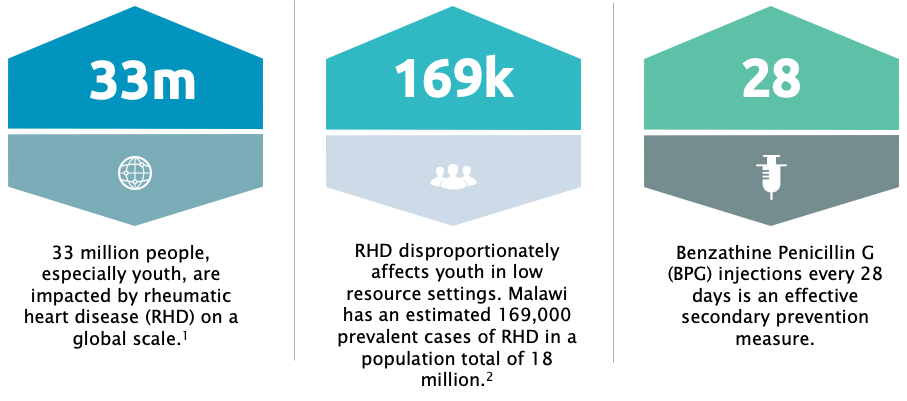 33m
33 million people,
especially youth, are
impacted by rheumatic
heart disease (RHD) on a
global scale.¹
169k
RHD disproportionately
affects youth in low
resource settings. Malawi
has an estimated 169,000
prevalent cases of RHD in a
population total of 18
million.²
28
Benzathine Penicillin G
(BPG) injections every 28
days is an effective
secondary prevention
measure.